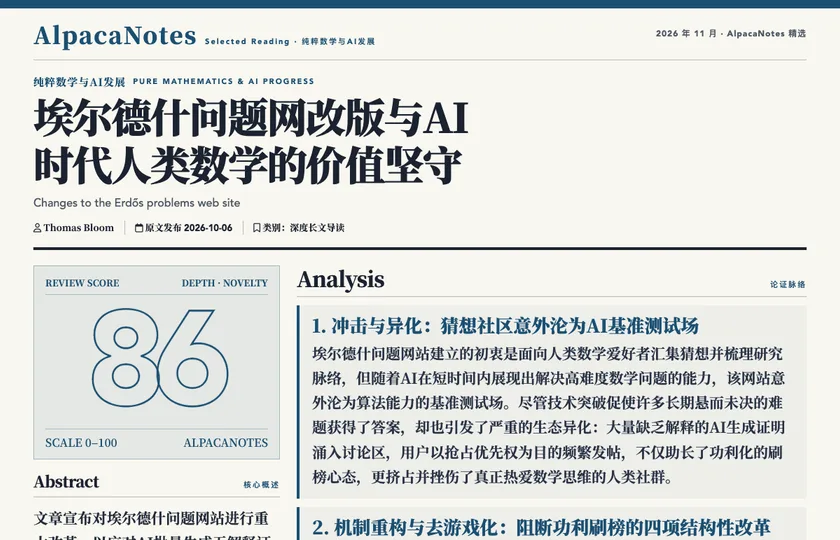 AlpacaNotes Selected Reading · 纯粹数学与AI发展
2026 年 11 月 · AlpacaNotes 精选
纯粹数学与AI发展 PURE MATHEMATICS & AI PROGRESS
埃尔德什问题网改版与AI
时代人类数学的价值坚守
Changes to the Erdős problems web site
Thomas Bloom 原文发布 2026-10-06 类别：深度长文导读
REVIEW SCORE DEPTH · NOVELTY
86
SCALE 0–100 ALPACANOTES
Abstract 核心概述
文章宣布对埃尔德什问题网站进行重
Analysis 论证脉络
1. 冲击与异化：猜想社区意外沦为AI基准测试场
埃尔德什问题网站建立的初衷是面向人类数学爱好者汇集猜想并梳理研究
脉络，但随着AI在短时间内展现出解决高难度数学问题的能力，该网站意
外沦为算法能力的基准测试场。尽管技术突破促使许多长期悬而未决的难
题获得了答案，却也引发了严重的生态异化：大量缺乏解释的AI生成证明
涌入讨论区，用户以抢占优先权为目的频繁发帖，不仅助长了功利化的刷
榜心态，更挤占并挫伤了真正热爱数学思维的人类社群。
2. 机制重构与去游戏化：阻断功利刷榜的四项结构性改革